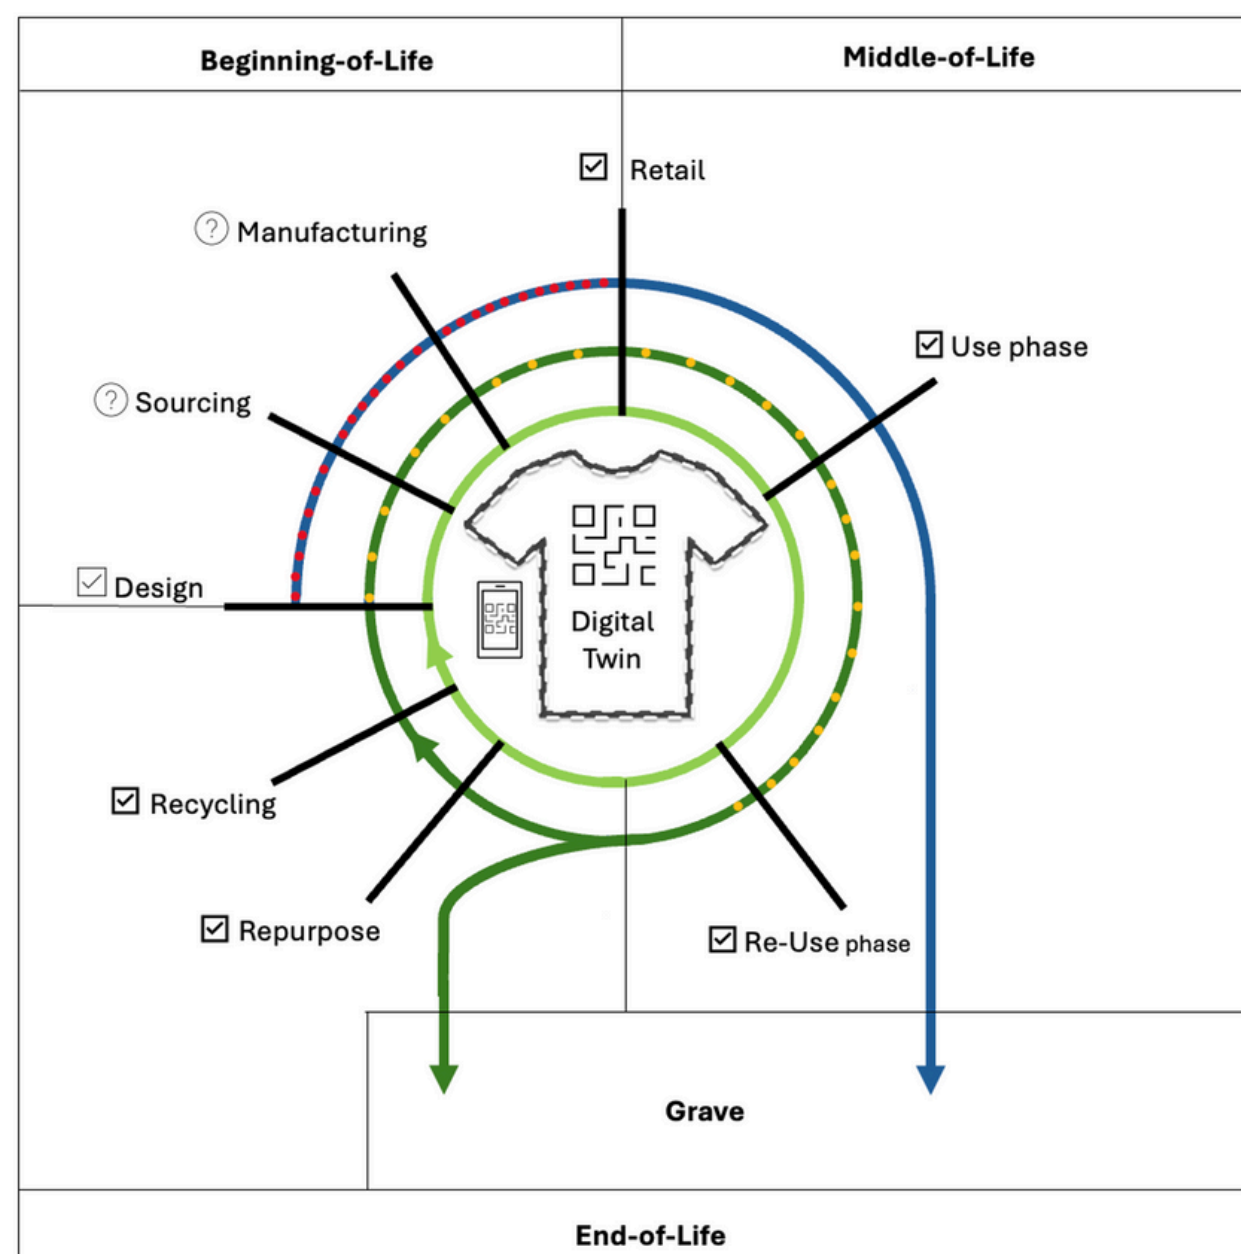 Beginning-of-Life
Middle-of-Life
Retail
? Manufacturing
Use phase
? Sourcing
Design
Digital
Twin
Recycling
Repurpose
Re-Use phase
Grave
End-of-Life